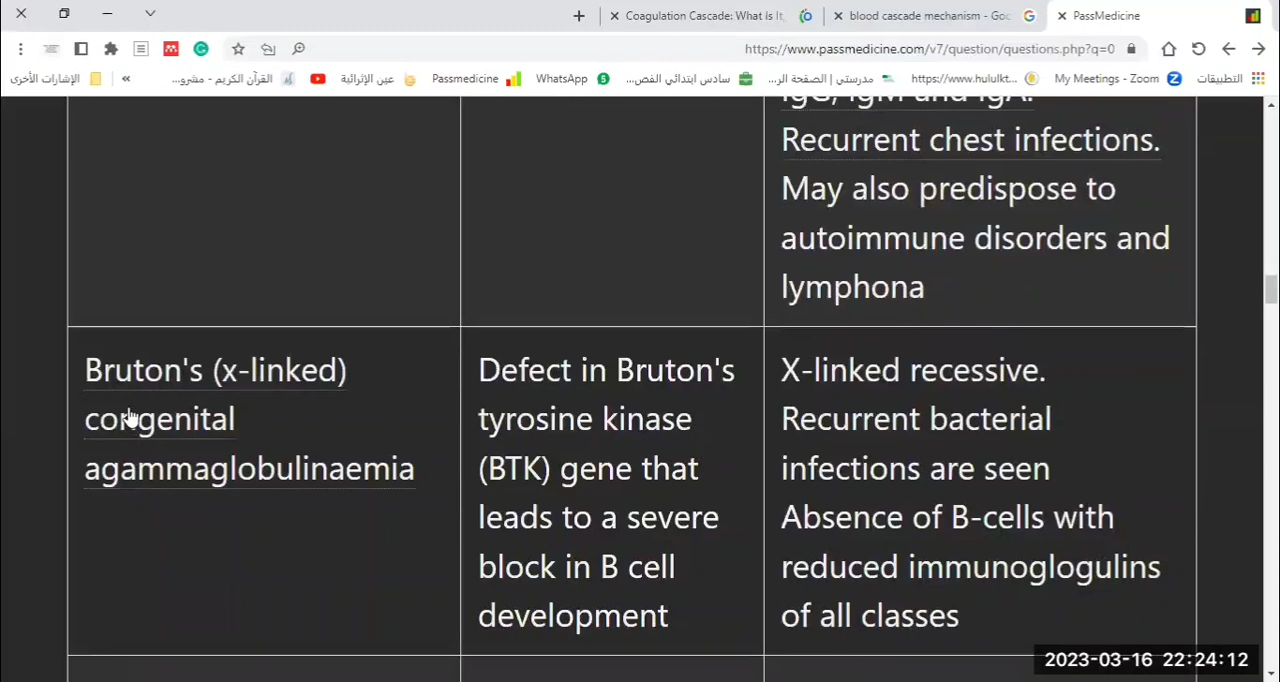 Coagulation Cascade: What is It,
blood cascade mechanism - Goo
PassMedicine
https://www.passmedicine.com/v7/question/questions.php?q=0
التطبيقات
My Meetings - Zoom
https://www.hululkt...
مدرستي | الصفحة الر...
سادس ابتدائي الفص...
WhatsApp
Passmedicine
عين الإثرائية
القرآن الكريم - مشرو...
»
الإشارات الأخرى
IgG, IgM and IgA.
Recurrent chest infections.
May also predispose to
autoimmune disorders and
lymphona
Bruton's (x-linked)
congenital
agammaglobulinaemia
Defect in Bruton's
tyrosine kinase
(BTK) gene that
leads to a severe
block in B cell
development
X-linked recessive.
Recurrent bacterial
infections are seen
Absence of B-cells with
reduced immunoglogulins
of all classes
2023-03-16 22:24:12